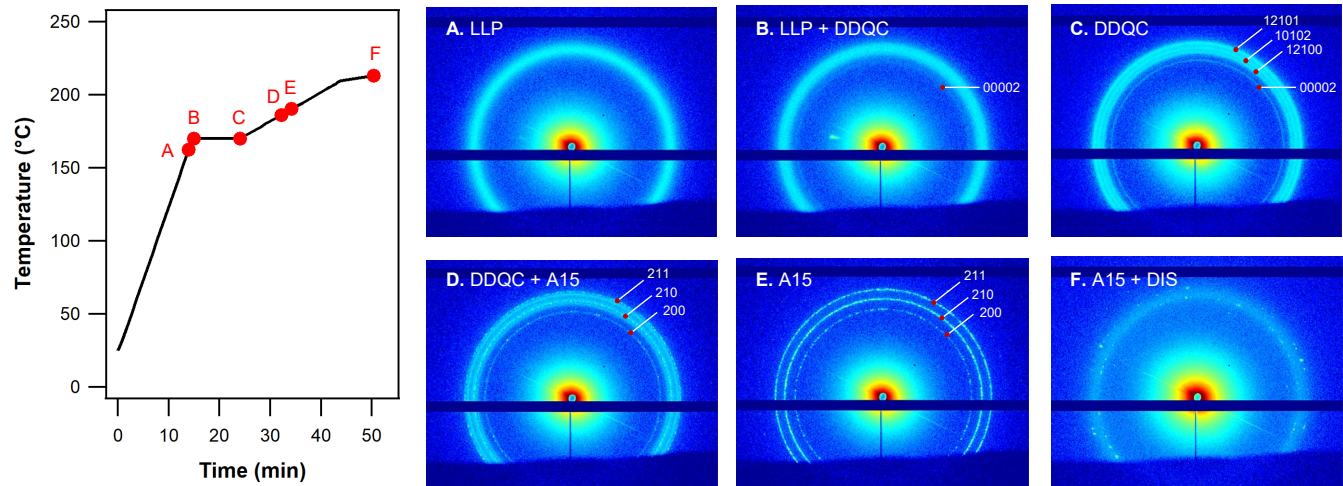 Temperature (°C)
250
200
150
100
50
0
A
B
C
D
E
F
0 10 20 30 40 50
Time (min)
A. LLP
B. LLP + DDQC
00002
C. DDQC
12101
10102
12100
00002
D. DDQC + A15
211
210
200
E. A15
211
210
200
F. A15 + DIS